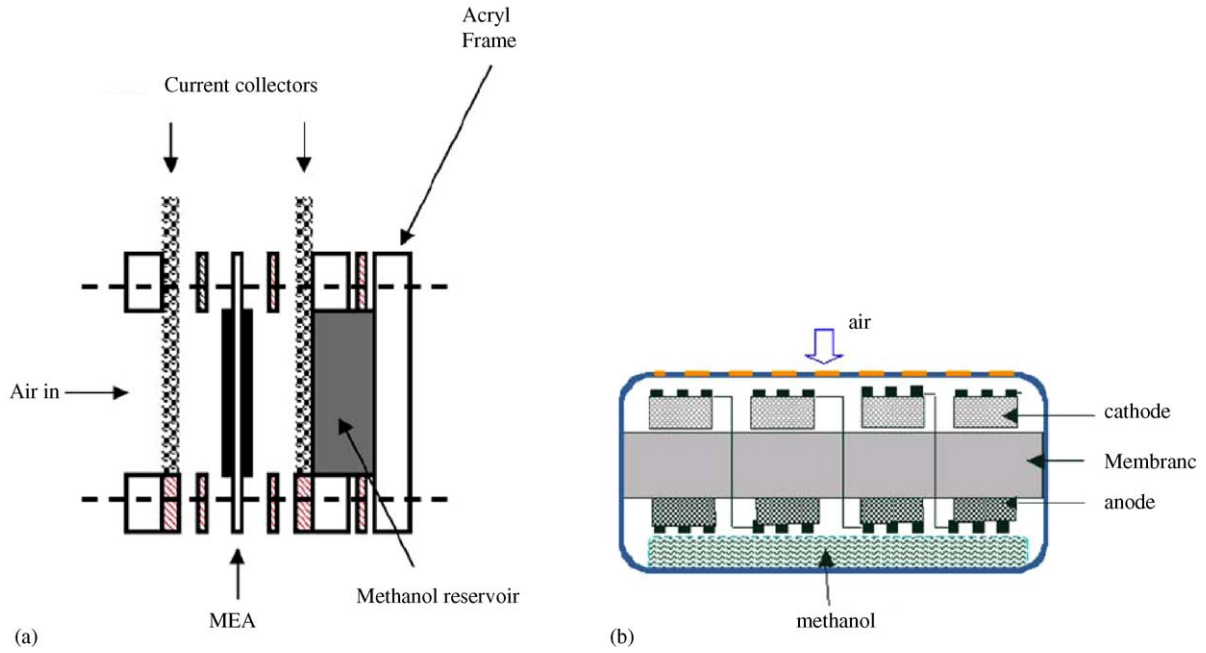 Acryl
Frame
Current collectors
Air in
Methanol reservoir
MEA
(a)
air
cathode
Membranc
anode
methanol
(b)